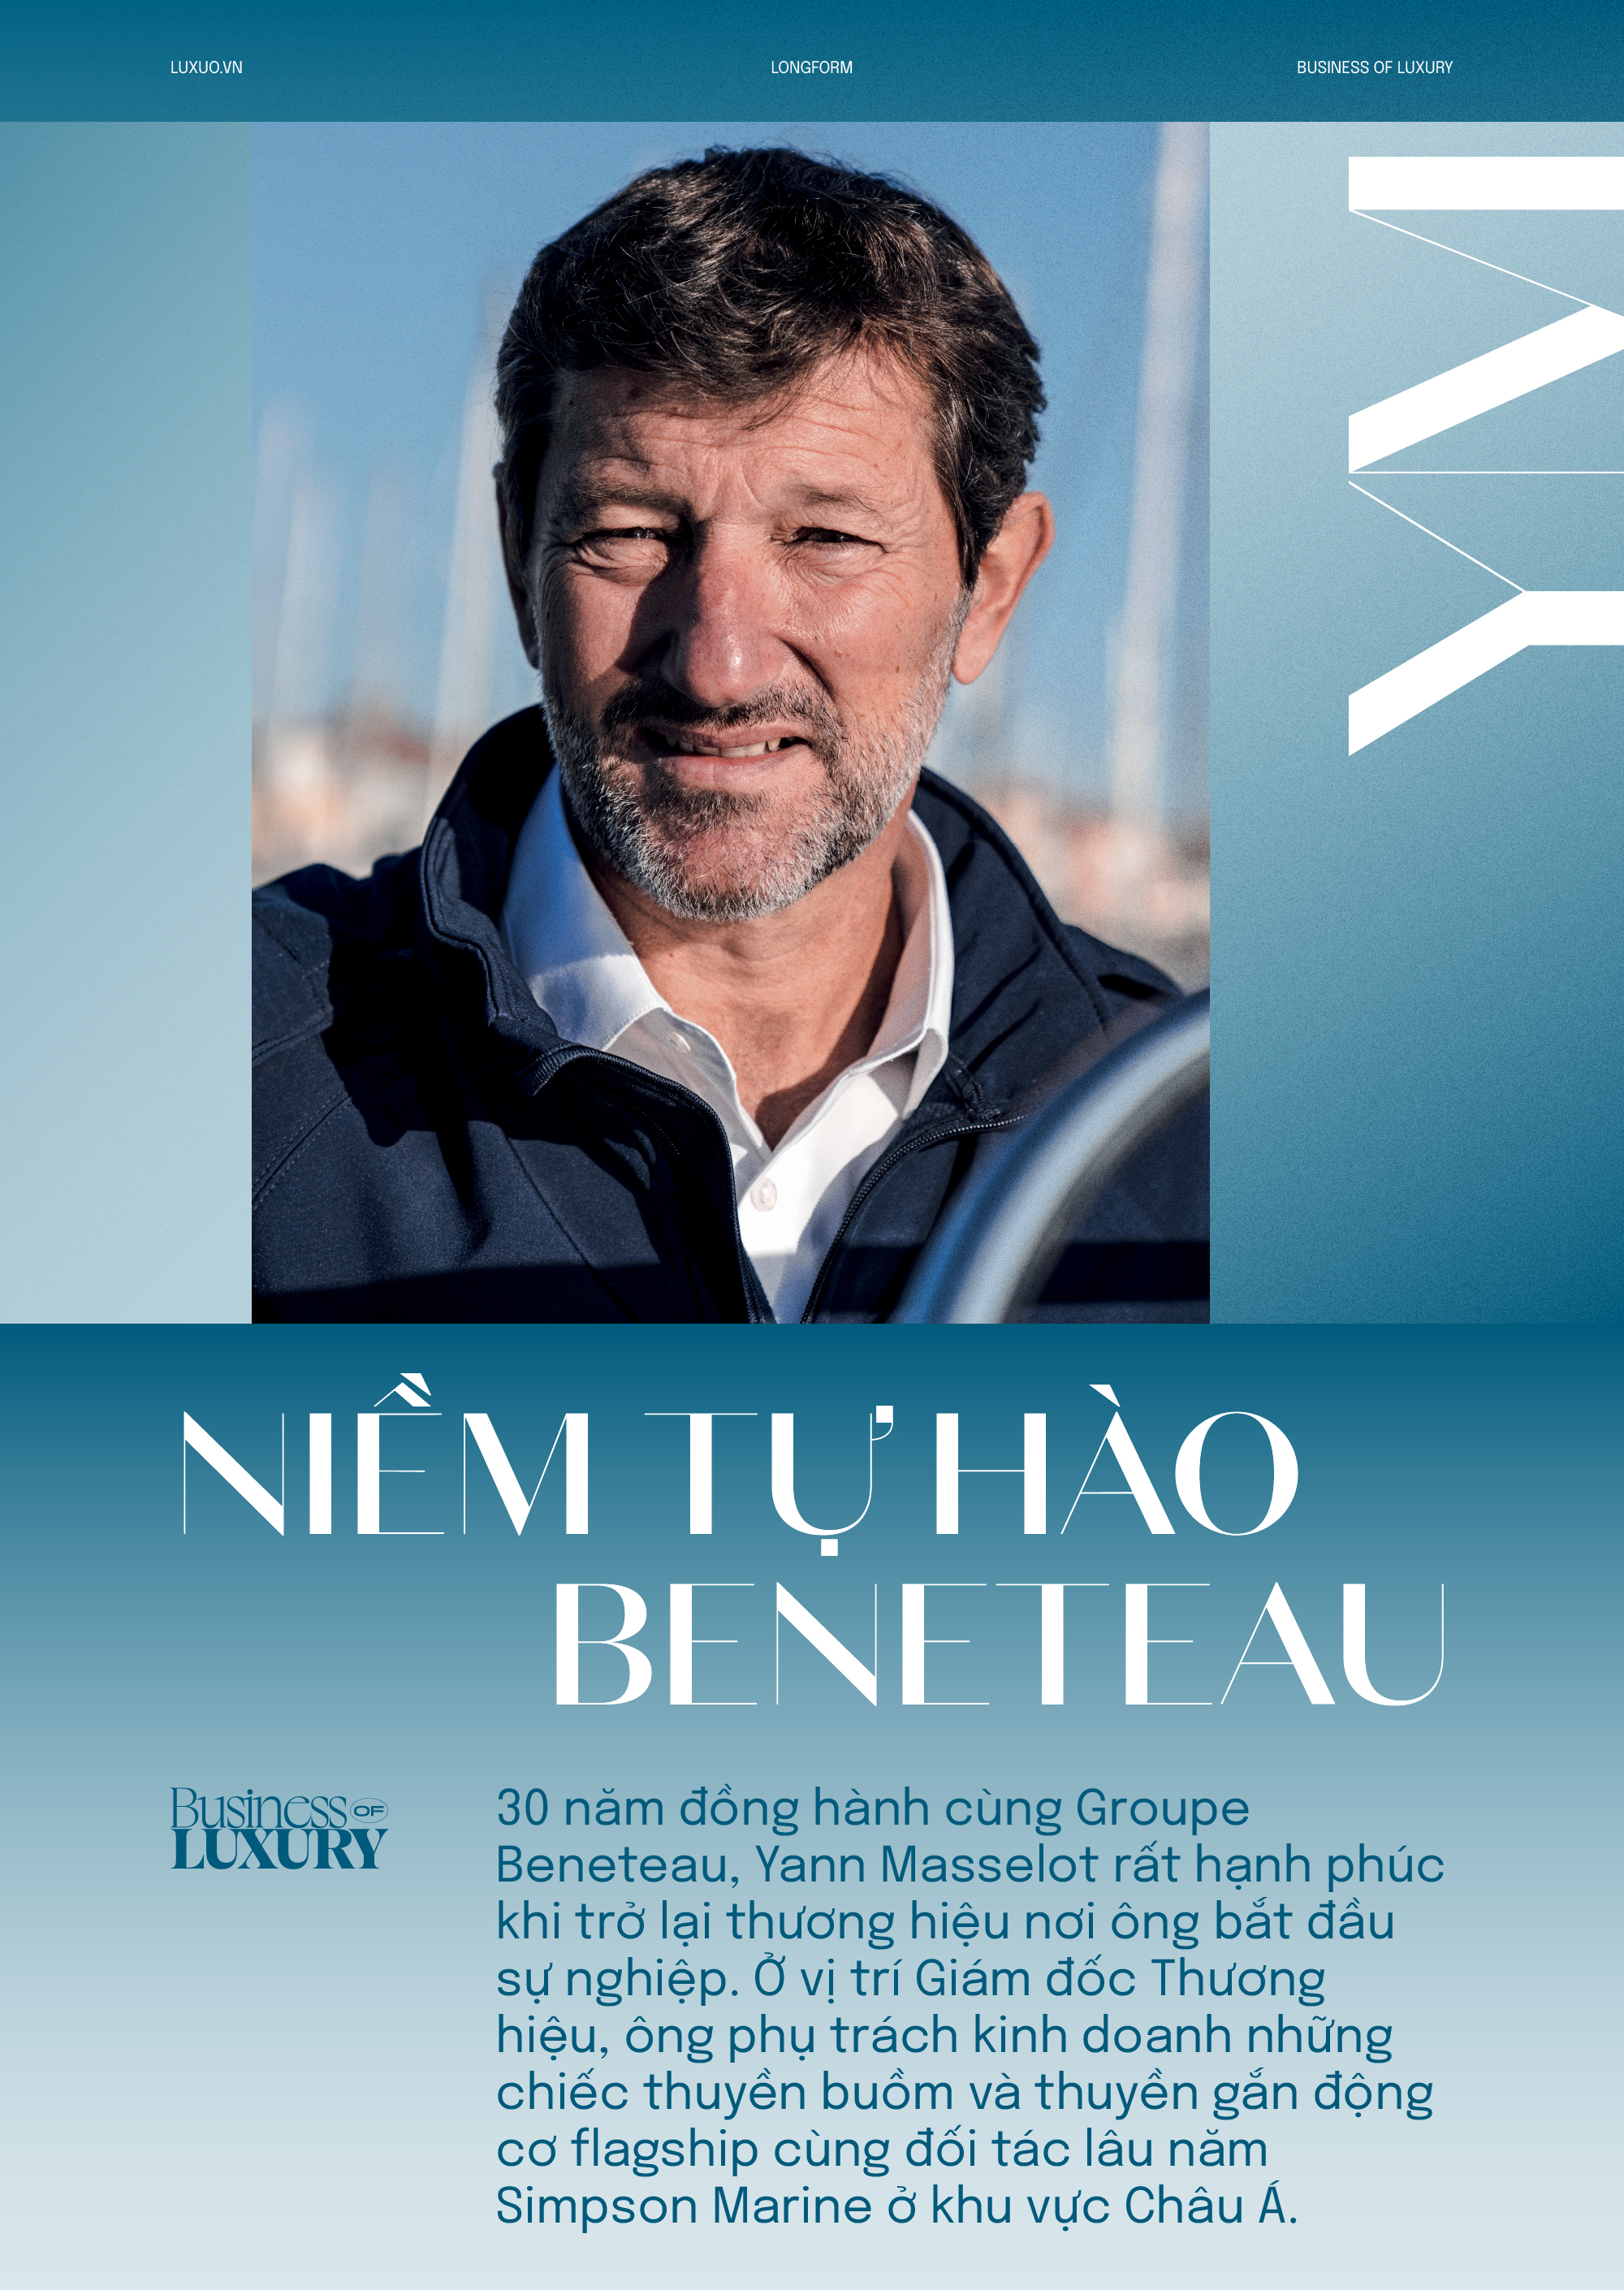 LUXUO.VN
LONGFORM
BUSINESS OF LUXURY
YM
NIỀM TỰ HÀO
BENETEAU
Business OF
LUXURY
30 năm đồng hành cùng Groupe
Beneteau, Yann Masselot rất hạnh phúc
khi trở lại thương hiệu nơi ông bắt đầu
sự nghiệp. Ở vị trí Giám đốc Thương
hiệu, ông phụ trách kinh doanh những
chiếc thuyền buồm và thuyền gắn động
cơ flagship cùng đối tác lâu năm
Simpson Marine ở khu vực Châu Á.